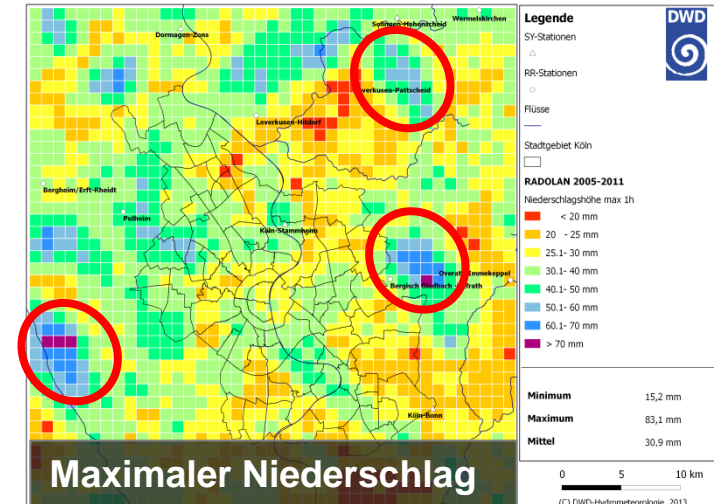 Solingen-Hohenscheid
Wermelskirchen
Dormagen-Zons
verkusen-Pattscheid
Leverkusen-Hitdorf
Bergheim/Erft-Rheidt
Pulheim
Köln-Stammheim
Overath-Immekeppel
Bergisch Gladbach
Köln-Bonn
Maximaler Niederschlag
Legende
DWD
SY-Stationen
RR-Stationen
Flüsse
Stadtgebiet Köln
RADOLAN 2005-2011
Niederschlagshöhe max 1h
< 20 mm
20 - 25 mm
25.1- 30 mm
30.1- 40 mm
40.1- 50 mm
50.1- 60 mm
60.1- 70 mm
> 70 mm
Minimum 15,2 mm
Maximum 83,1 mm
Mittel 30,9 mm
0 5 10 km
(C) DWD-Hydrometeorologie, 2013